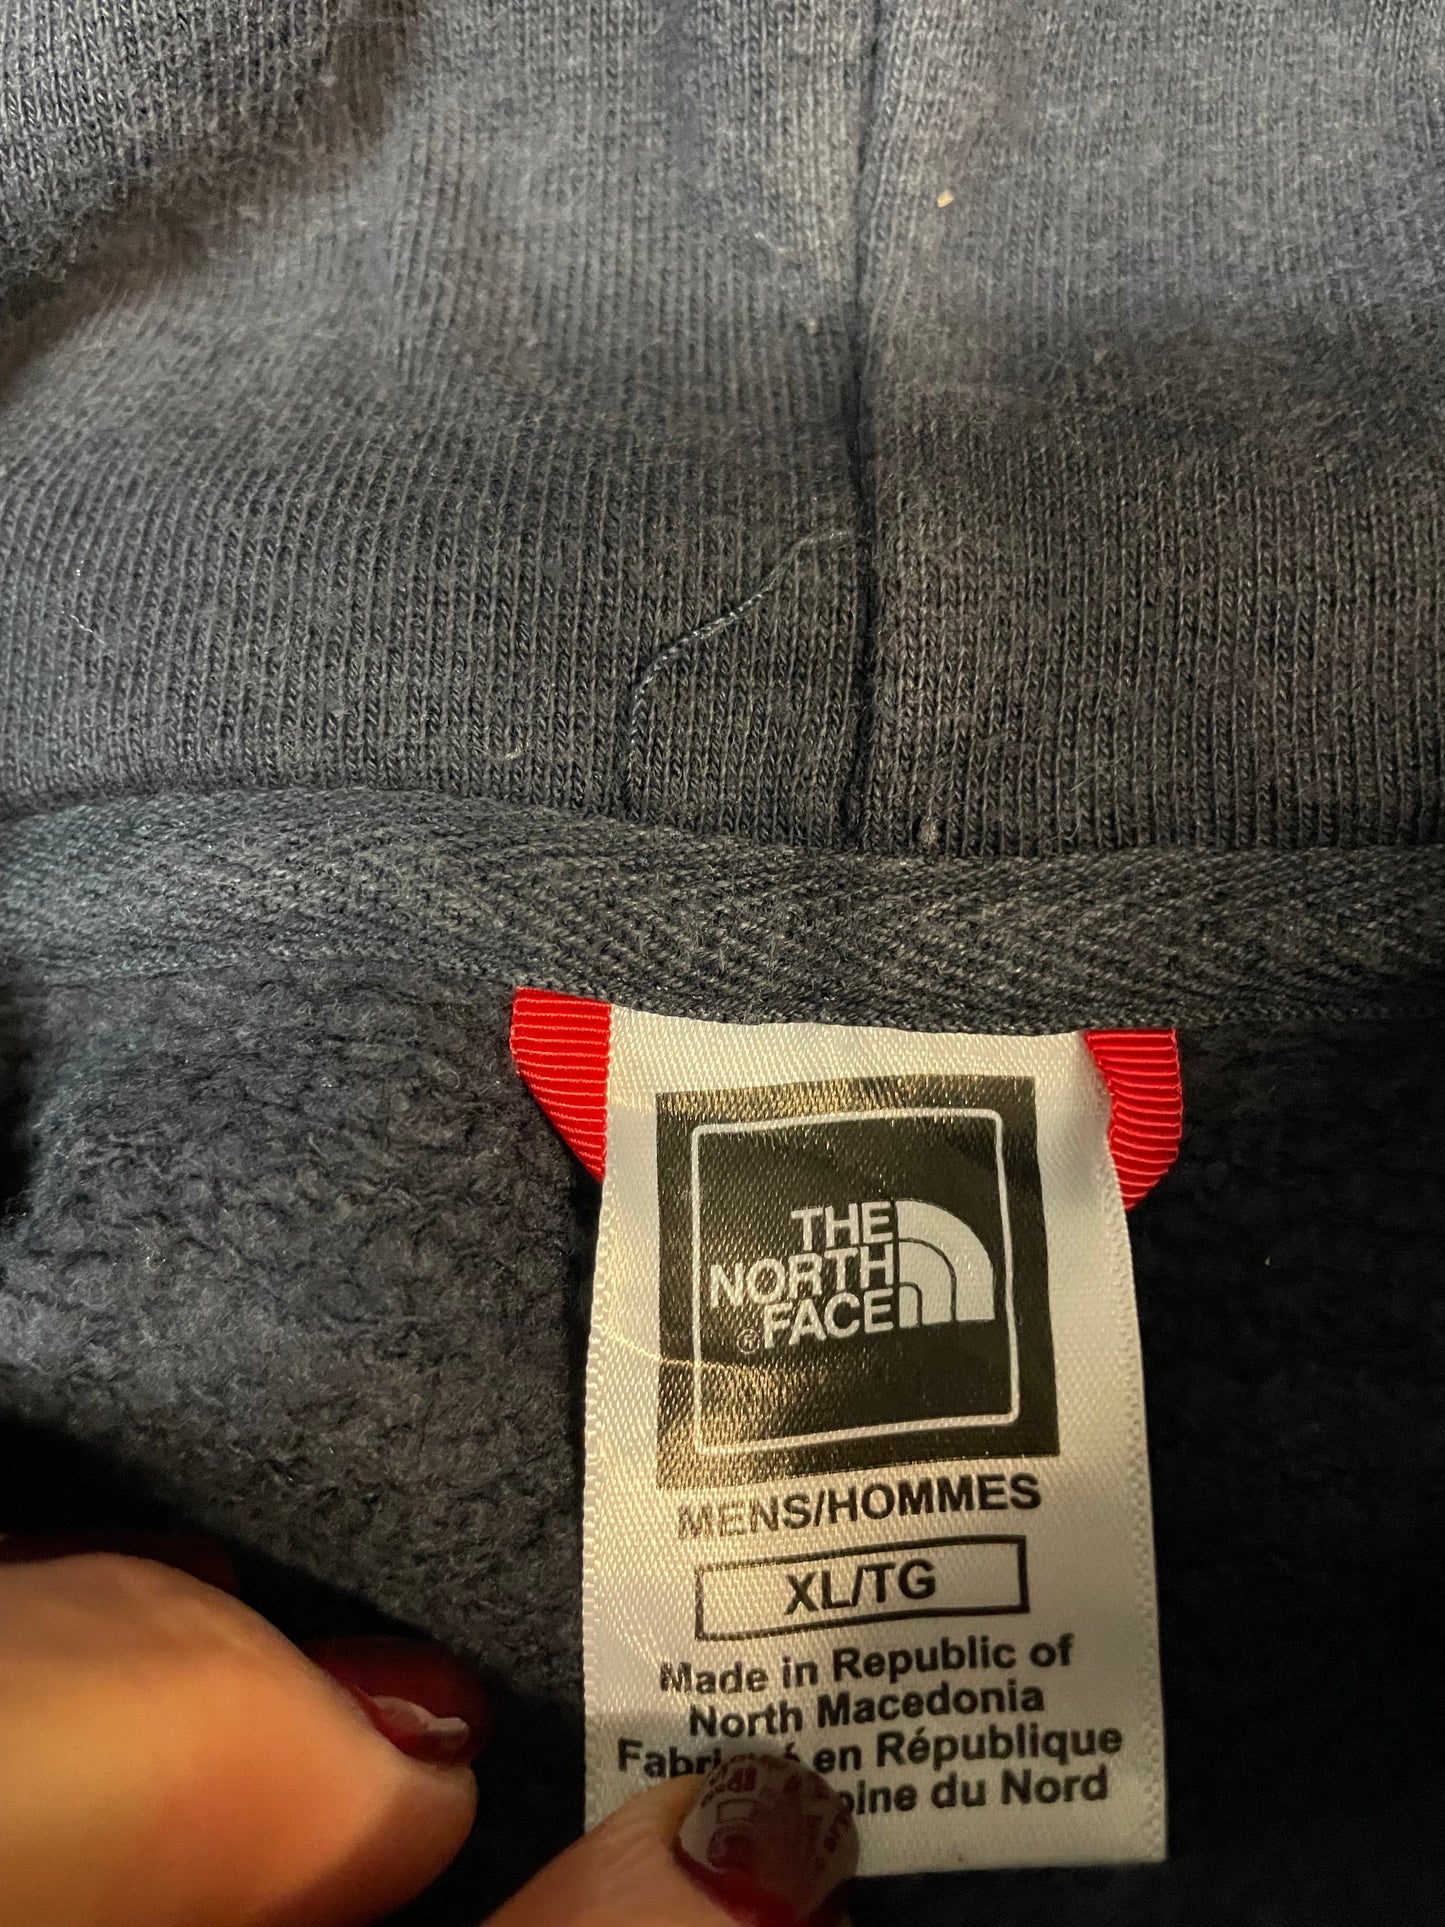 THE
NORTH
FACE
®
MENS/HOMMES
XL/TG
Made in Republic of
North Macedonia
en République
du Nord